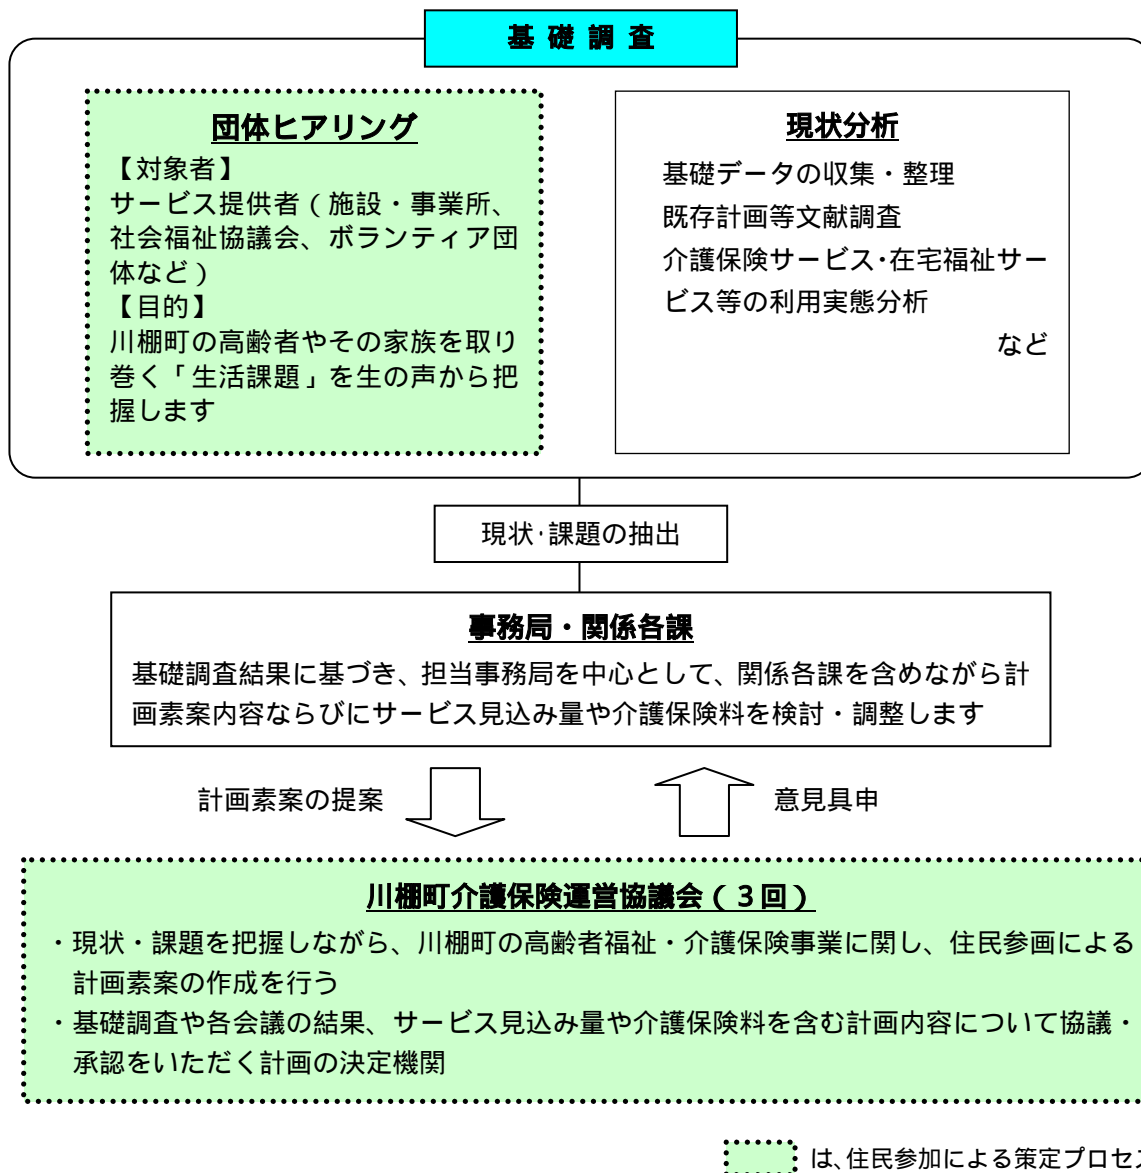 基礎調査
団体ヒアリング
【対象者】
サービス提供者（施設・事業所、
社会福祉協議会、ボランティア団
体など）
【目的】
川棚町の高齢者やその家族を取り
巻く「生活課題」を生の声から把
握します
現状分析
基礎データの収集・整理
既存計画等文献調査
介護保険サービス・在宅福祉サー
ビス等の利用実態分析
など
現状・課題の抽出
事務局・関係各課
基礎調査結果に基づき、担当事務局を中心として、関係各課を含めながら計
画素案内容ならびにサービス見込み量や介護保険料を検討・調整します
計画素案の提案
意見具申
川棚町介護保険運営協議会（３回）
・現状・課題を把握しながら、川棚町の高齢者福祉・介護保険事業に関し、住民参画による
計画素案の作成を行う
・基礎調査や各会議の結果、サービス見込み量や介護保険料を含む計画内容について協議・
承認をいただく計画の決定機関
は、住民参加による策定プロセス